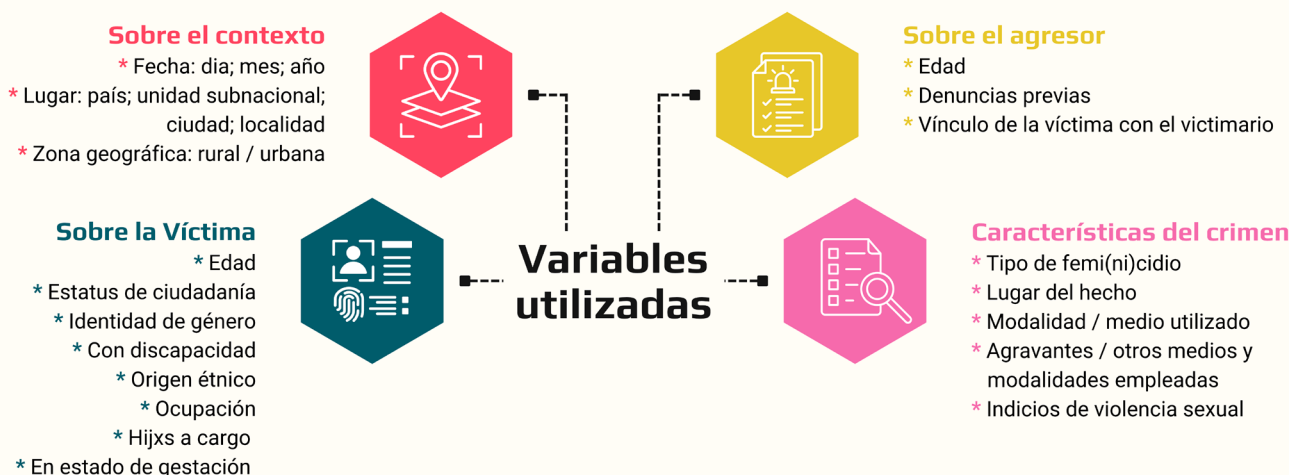 Sobre el contexto
* Fecha: dia; mes; año
* Lugar: país; unidad subnacional;
ciudad; localidad
* Zona geográfica: rural / urbana
Sobre el agresor
* Edad
* Denuncias previas
* Vínculo de la víctima con el victimario
Variables
utilizadas
Sobre la Víctima
* Edad
* Estatus de ciudadanía
* Identidad de género
* Con discapacidad
* Origen étnico
* Ocupación
* Hijxs a cargo
* En estado de gestación
Características del crimen
* Tipo de femi(ni)cidio
* Lugar del hecho
* Modalidad / medio utilizado
* Agravantes / otros medios y
modalidades empleadas
* Indicios de violencia sexual